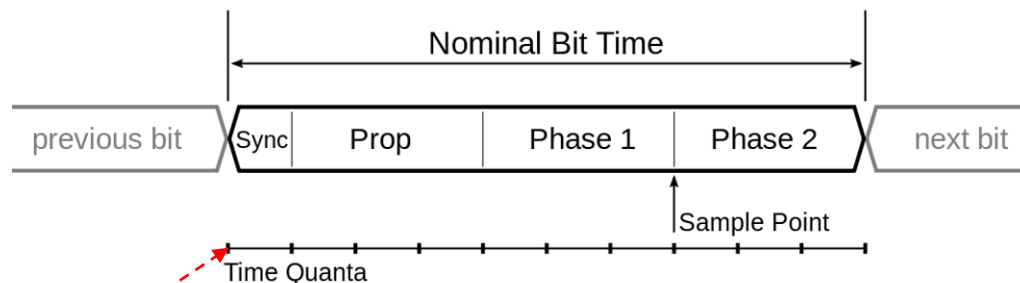 Nominal Bit Time
previous bit
Sync
Prop
Phase 1
Phase 2
next bit
Sample Point
Time Quanta